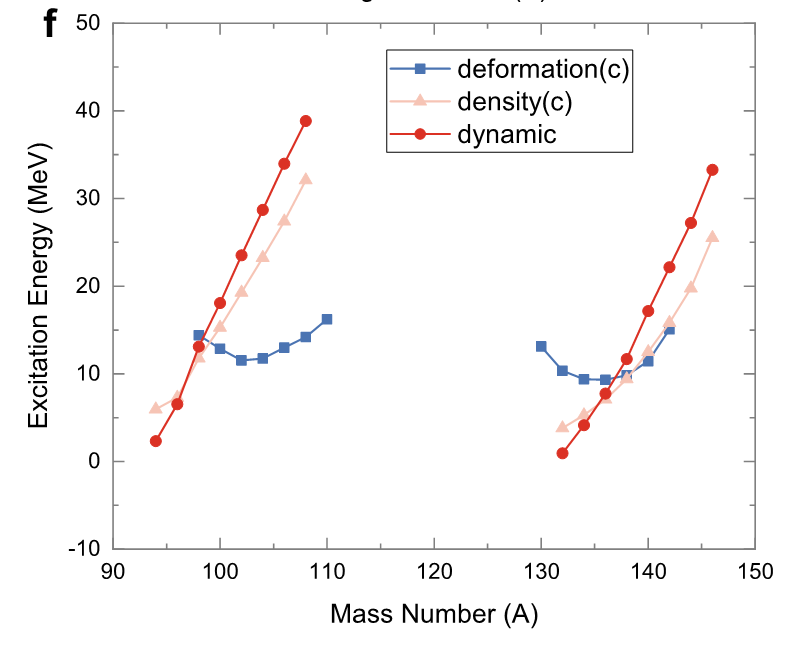 f
50
40
30
20
10
0
-10
Excitation Energy (MeV)
deformation(c)
density(c)
dynamic
90 100 110 120 130 140 150
Mass Number (A)